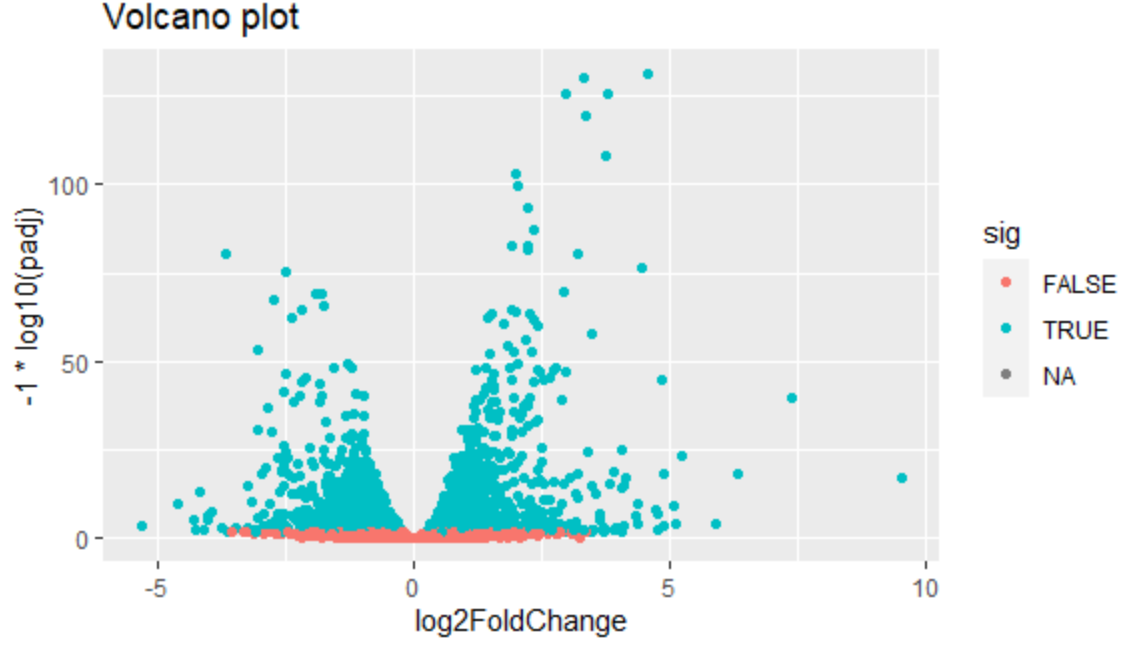 Volcano plot
-1 * log10(padj)
100
50
0
-5
0
5
10
log2FoldChange
sig
FALSE
TRUE
NA